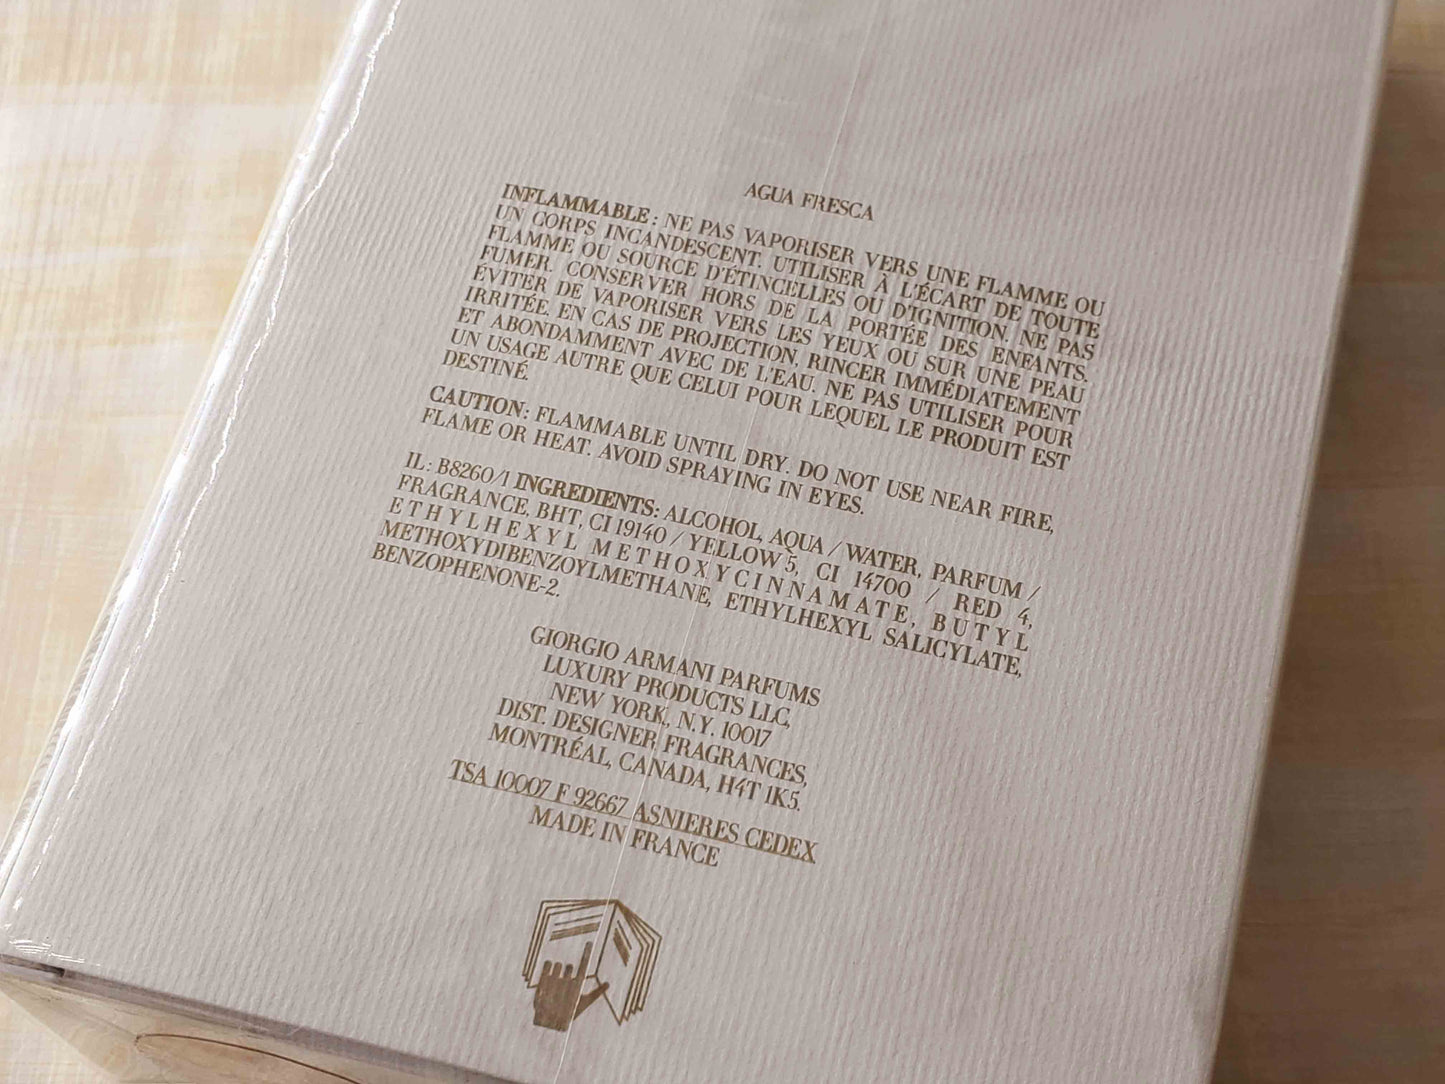 AGUA FRESCA
INFLAMMABLE : NE PAS VAPORISER VERS UNE FLAMME OU
UN CORPS INCANDESCENT. UTILISER À L'ÉCART DE TOUTE
FLAMME OU SOURCE D'ÉTINCELLES OU D'IGNITION. NE PAS
FUMER. CONSERVER HORS DE LA PORTÉE DES ENFANTS.
ÉVITER DE VAPORISER VERS LES YEUX OU SUR UNE PEAU
IRRITÉE. EN CAS DE PROJECTION, RINCER IMMÉDIATEMENT
ET ABONDAMMENT AVEC DE L'EAU. NE PAS UTILISER POUR
UN USAGE AUTRE QUE CELUI POUR LEQUEL LE PRODUIT EST
DESTINÉ.
CAUTION: FLAMMABLE UNTIL DRY. DO NOT USE NEAR FIRE,
FLAME OR HEAT. AVOID SPRAYING IN EYES.
IL : B8260/1 INGREDIENTS: ALCOHOL, AQUA / WATER, PARFUM /
FRAGRANCE, BHT, CI 19140 / YELLOW 5, CI 14700 / RED 4,
ETHYLHEXYL METHOXYCINNAMATE, BUTYL
METHOXYDIBENZOYLMETHANE, ETHYLHEXYL SALICYLATE,
BENZOPHENONE-2.
GIORGIO ARMANI PARFUMS
LUXURY PRODUCTS LLC,
NEW YORK, N.Y. 10017
DIST. DESIGNER FRAGRANCES,
MONTRÉAL, CANADA, H4T 1K5.
TSA 10007 F 92667 ASNIERES CEDEX
MADE IN FRANCE